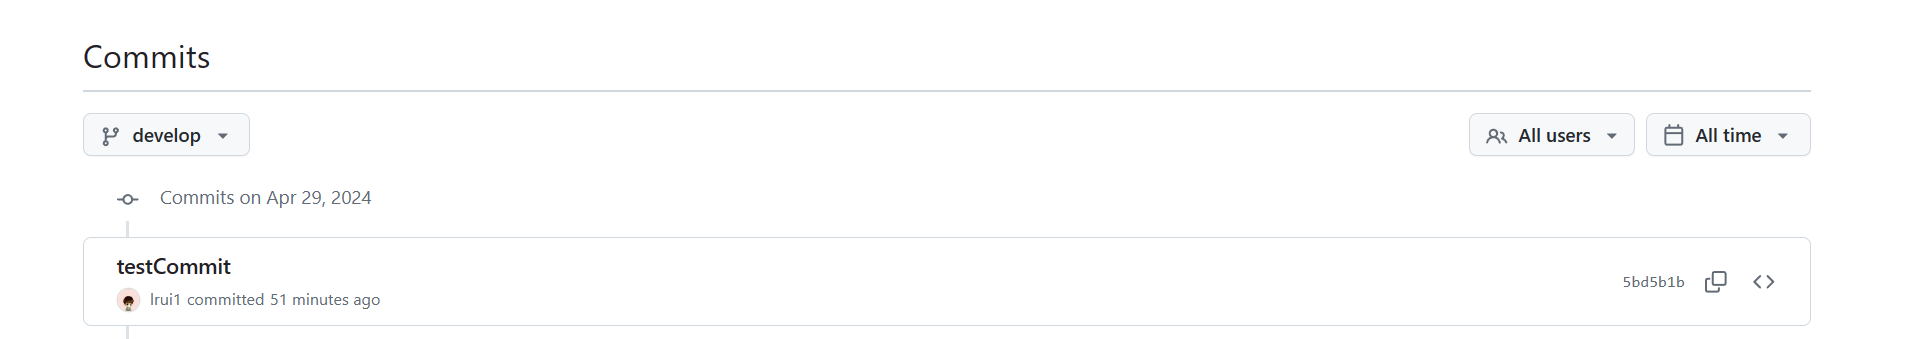 Commits
develop
All users
All time
Commits on Apr 29, 2024
testCommit
lrui1 committed 51 minutes ago
5bd5b1b